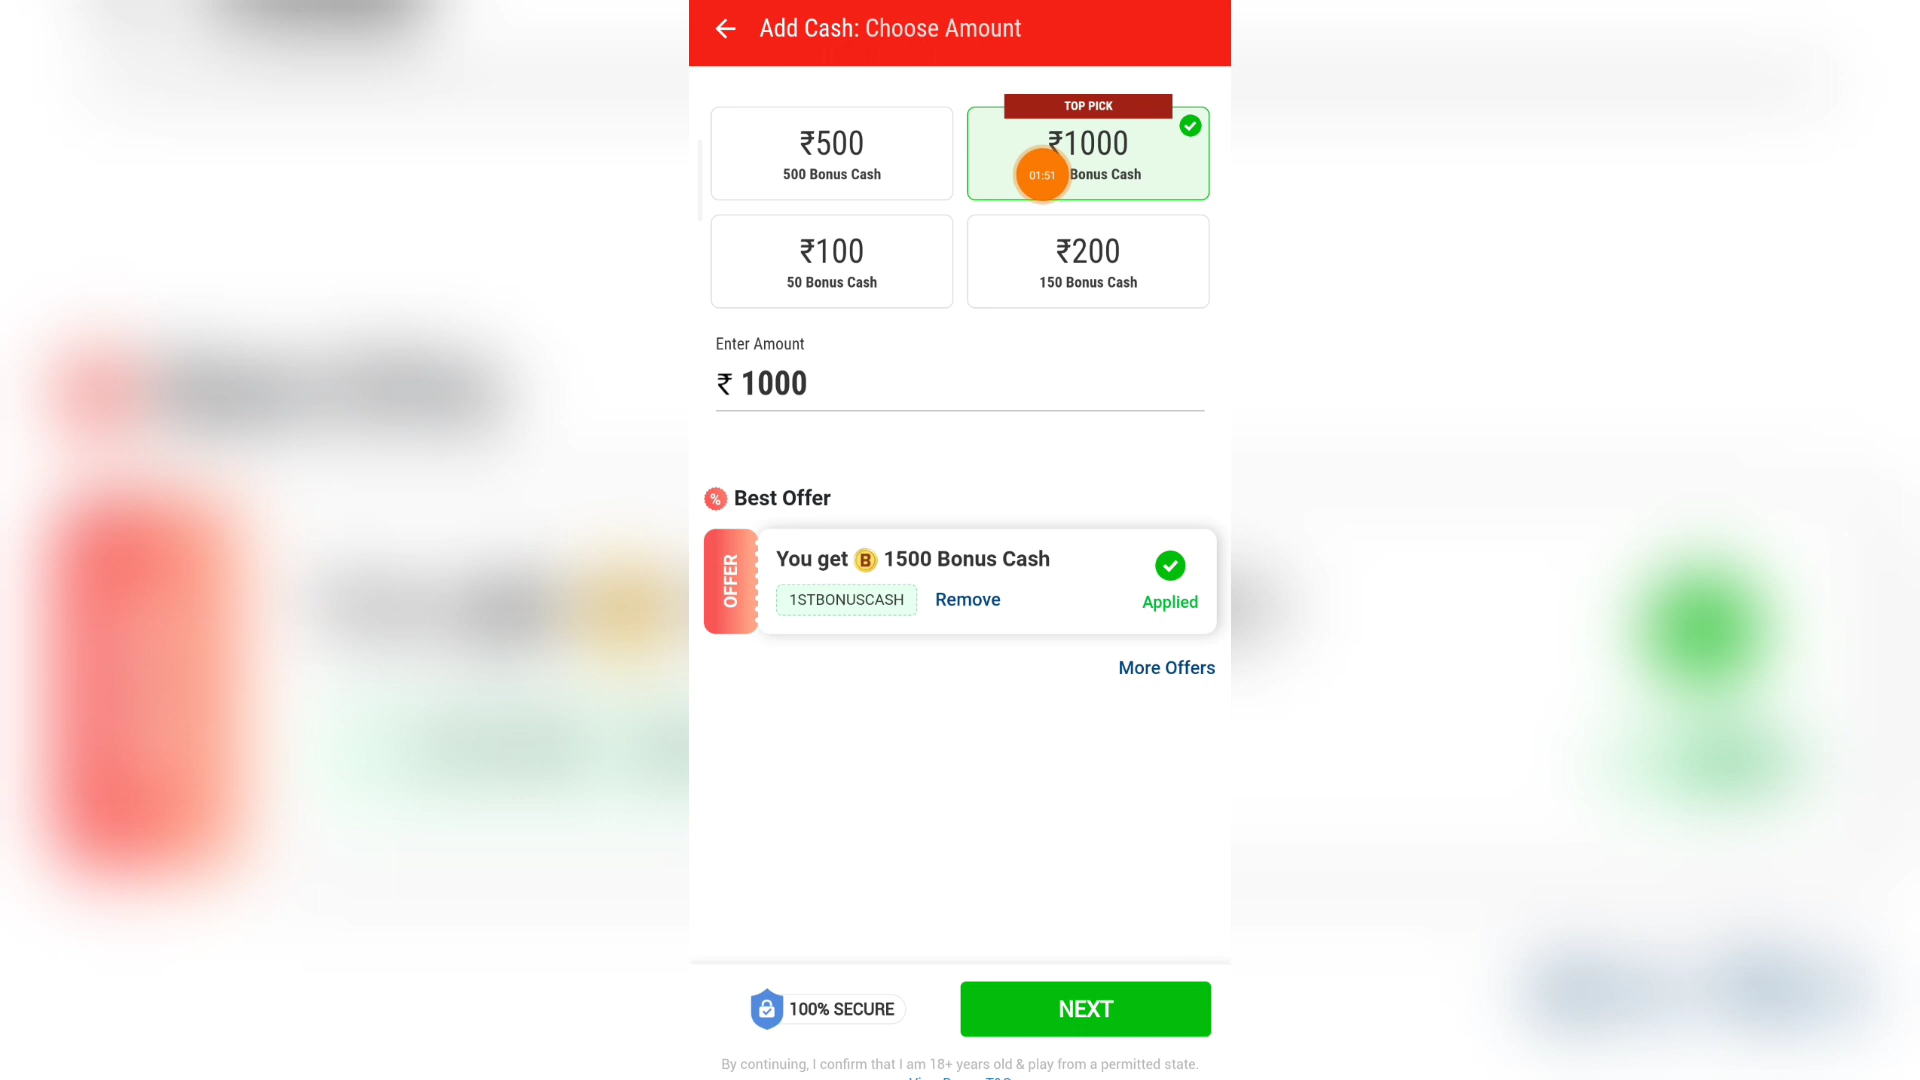 Add Cash: Choose Amount
TOP PICK
₹500
500 Bonus Cash
₹1000
01:51 Bonus Cash
₹100
50 Bonus Cash
₹200
150 Bonus Cash
Enter Amount
₹ 1000
% Best Offer
OFFER
You get B 1500 Bonus Cash
1STBONUSCASH Remove
Applied
More Offers
100% SECURE
NEXT
By continuing, I confirm that I am 18+ years old & play from a permitted state.